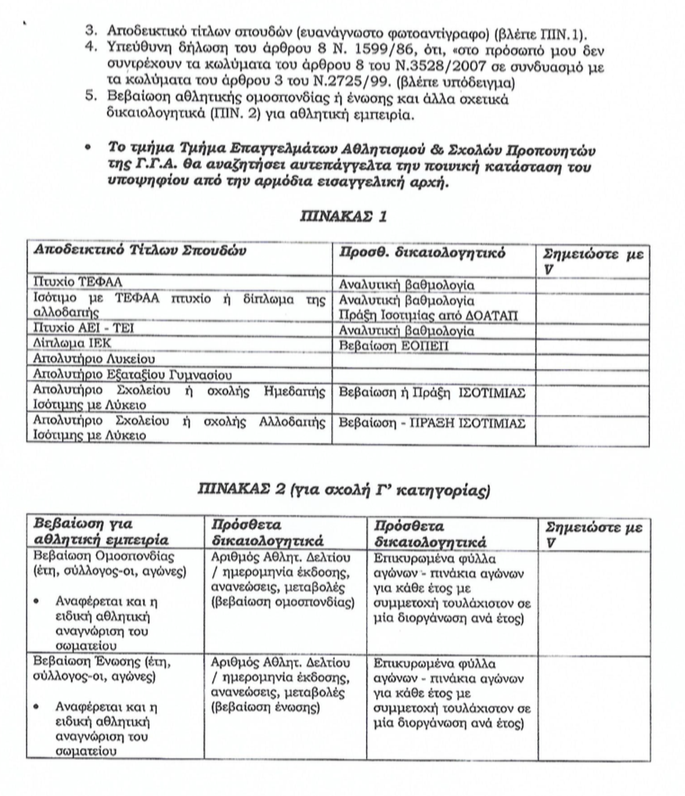 3. Αποδεικτικό τίτλων σπουδών (ευανάγνωστο φωτοαντίγραφο) (βλέπε ΠΙΝ.1).
4. Υπεύθυνη δήλωση του άρθρου 8 Ν. 1599/86, ότι, «στο πρόσωπό μου δεν
συντρέχουν τα κωλύματα του άρθρου 8 του Ν.3528/2007 σε συνδυασμό με
τα κωλύματα του άρθρου 3 του Ν.2725/99. (βλέπε υπόδειγμα)
5. Βεβαίωση αθλητικής ομοσπονδίας ή ένωσης και άλλα σχετικά
δικαιολογητικά (ΠΙΝ. 2) για αθλητική εμπειρία.
• Το τμήμα Τμήμα Επαγγελμάτων Αθλητισμού & Σχολών Προπονητών
της Γ.Γ.Α. θα αναζητήσει αυτεπάγγελτα την ποινική κατάσταση του
υποψηφίου από την αρμόδια εισαγγελική αρχή.
ΠΙΝΑΚΑΣ 1
Αποδεικτικό Τίτλων Σπουδών Προσθ. δικαιολογητικό Σημειώστε με
V
Πτυχίο ΤΕΦΑΑ Αναλυτική βαθμολογία
Ισότιμο με ΤΕΦΑΑ πτυχίο ή δίπλωμα της Αναλυτική βαθμολογία
αλλοδαπής Πράξη Ισοτιμίας από ΔΟΑΤΑΠ
Πτυχίο ΑΕΙ - ΤΕΙ Αναλυτική βαθμολογία
Δίπλωμα ΙΕΚ Βεβαίωση ΕΟΠΕΠ
Απολυτήριο Λυκείου
Απολυτήριο Εξαταξίου Γυμνασίου
Απολυτήριο Σχολείου ή σχολής Ημεδαπής Βεβαίωση ή Πράξη ΙΣΟΤΙΜΙΑΣ
Ισότιμης με Λύκειο
Απολυτήριο Σχολείου ή σχολής Αλλοδαπής Βεβαίωση - ΠΡΑΞΗ ΙΣΟΤΙΜΙΑΣ
Ισότιμης με Λύκειο
ΠΙΝΑΚΑΣ 2 (για σχολή Γ' κατηγορίας)
Βεβαίωση για Πρόσθετα Πρόσθετα Σημειώστε με
αθλητική εμπειρία δικαιολογητικά δικαιολογητικά V
Βεβαίωση Ομοσπονδίας Αριθμός Αθλητ. Δελτίου Επικυρωμένα φύλλα
(έτη, σύλλογος-οι, αγώνες) / ημερομηνία έκδοσης, αγώνων - πινάκια αγώνων
ανανεώσεις, μεταβολές για κάθε έτος με
• Αναφέρεται και η (βεβαίωση ομοσπονδίας) συμμετοχή τουλάχιστον σε
ειδική αθλητική μία διοργάνωση ανά έτος)
αναγνώριση του
σωματείου
Βεβαίωση Ένωσης (έτη, Αριθμός Αθλητ. Δελτίου Επικυρωμένα φύλλα
σύλλογος-οι, αγώνες) / ημερομηνία έκδοσης, αγώνων - πινάκια αγώνων
ανανεώσεις, μεταβολές για κάθε έτος με
• Αναφέρεται και η (βεβαίωση ένωσης) συμμετοχή τουλάχιστον σε
ειδική αθλητική μία διοργάνωση ανά έτος)
αναγνώριση του
σωματείου